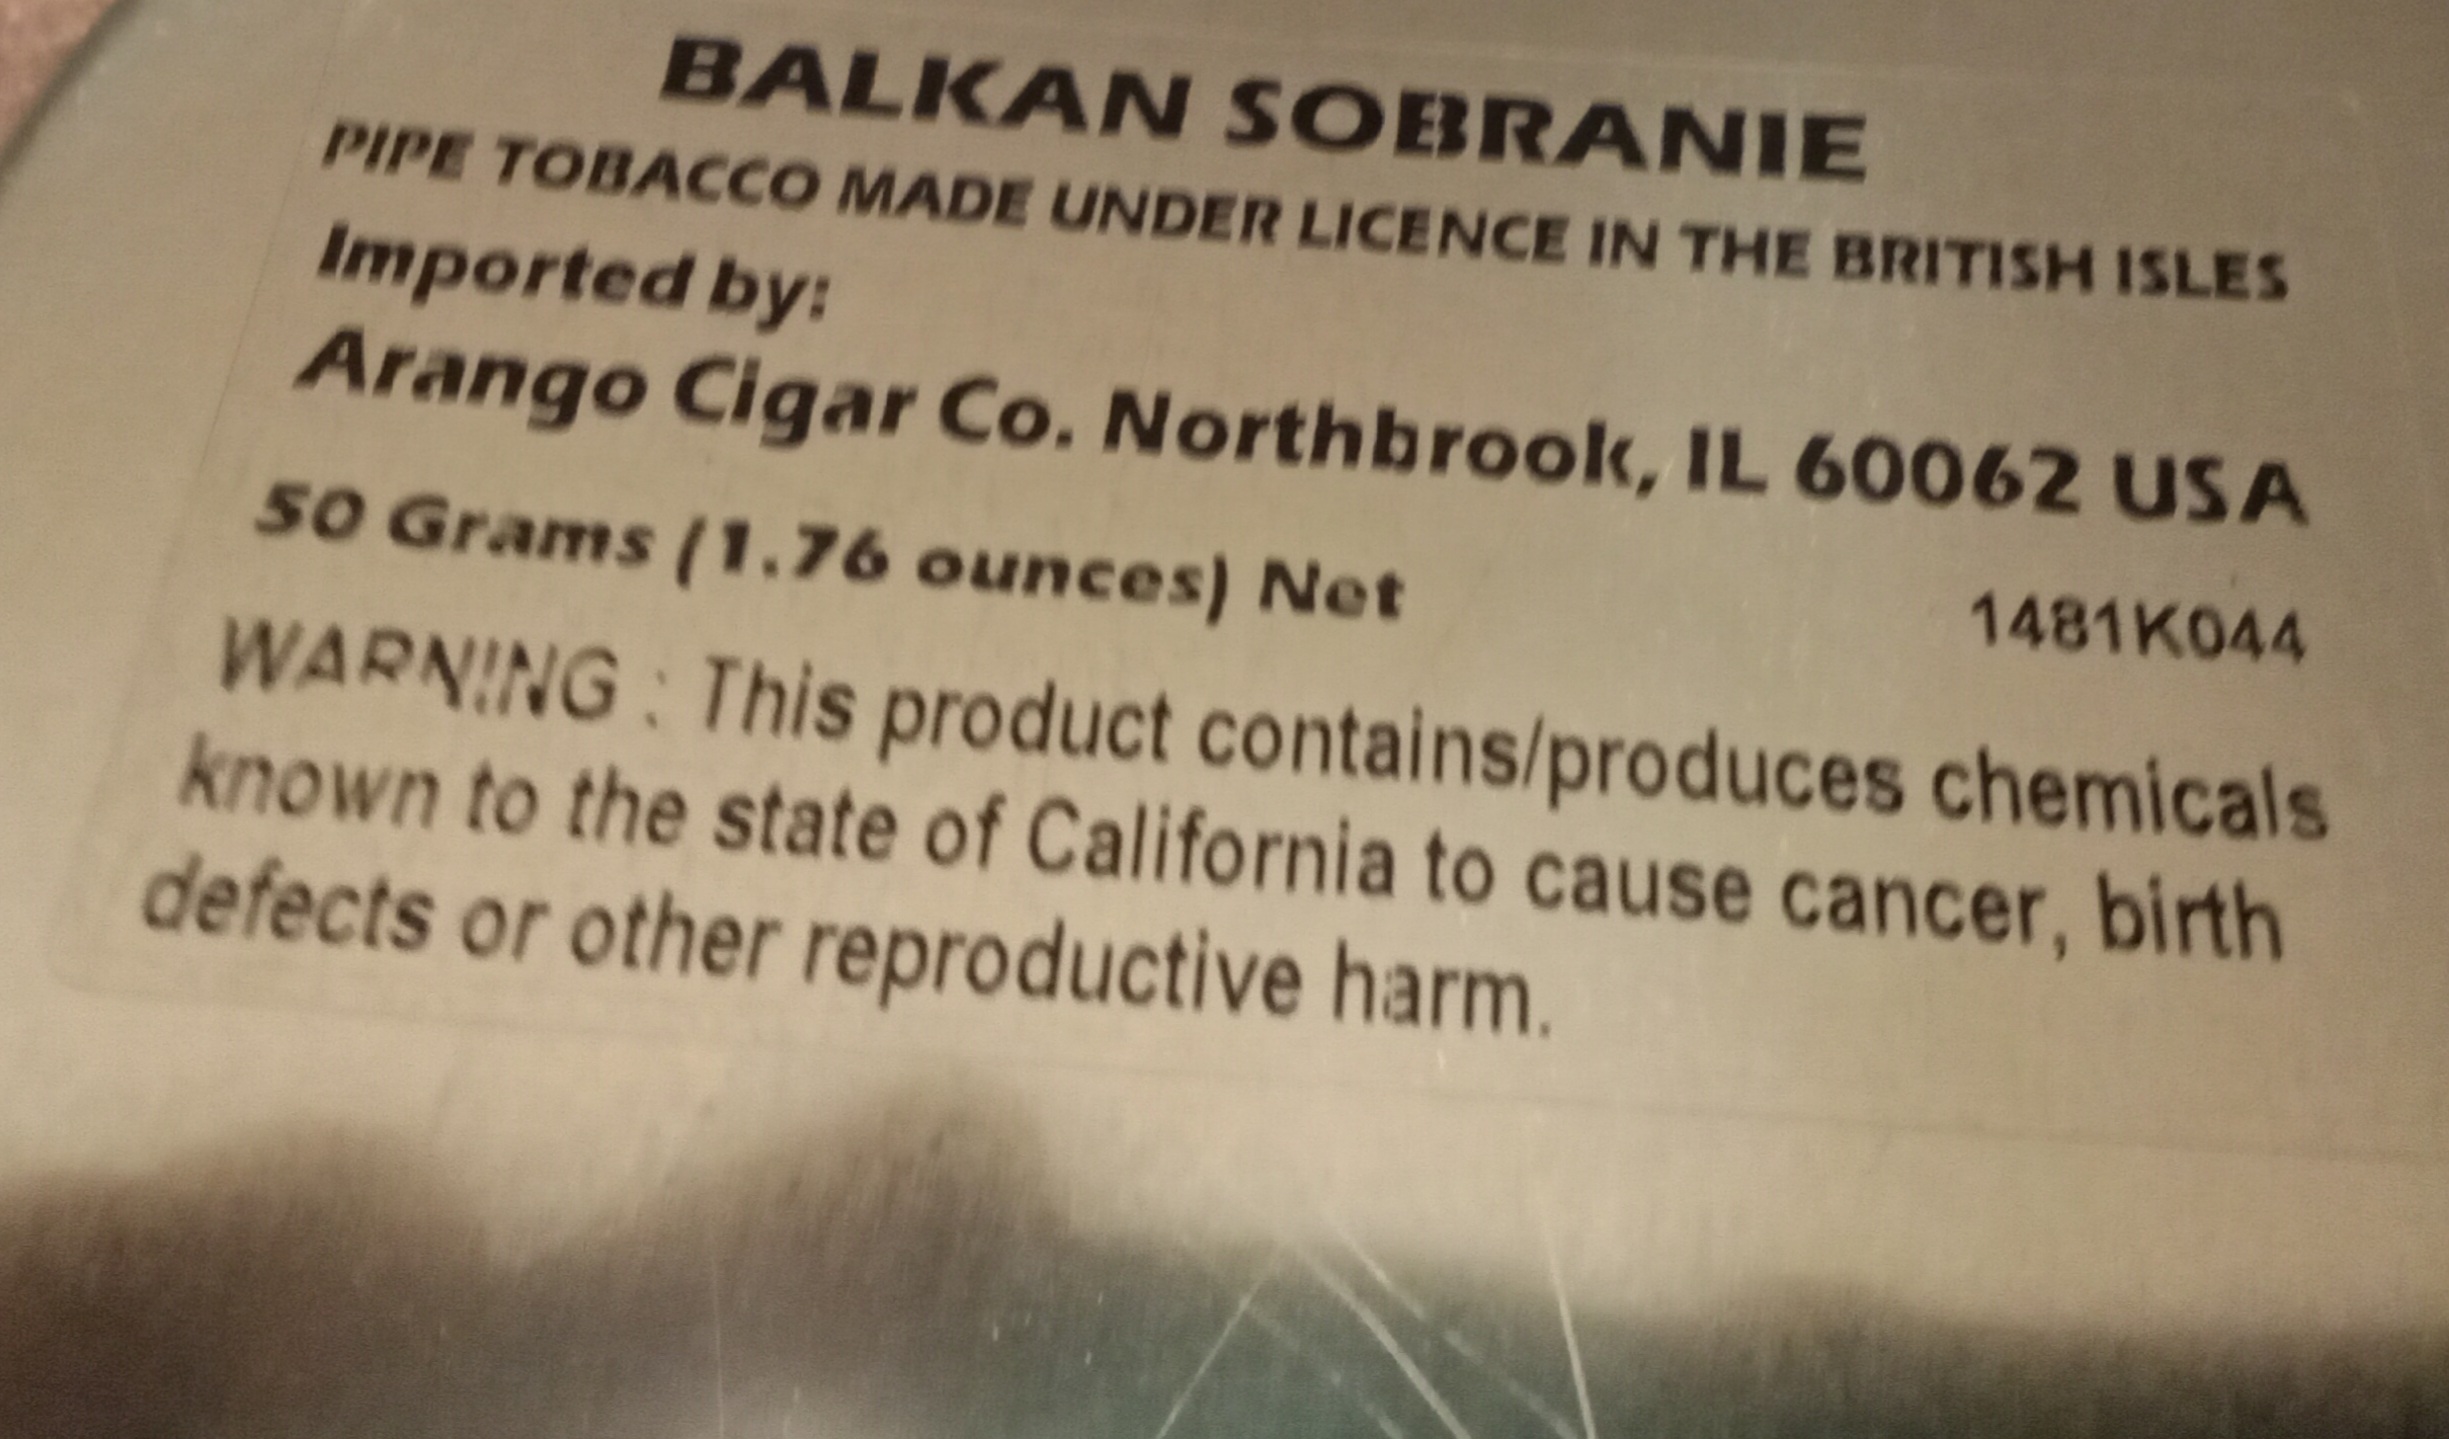 BALKAN SOBRANIE
PIPE TOBACCO MADE UNDER LICENCE IN THE BRITISH ISLES
Imported by:
Arango Cigar Co. Northbrook, IL 60062 USA
50 Grams (1.76 ounces) Net
1481K044
WARNING : This product contains/produces chemicals
known to the state of California to cause cancer, birth
defects or other reproductive harm.